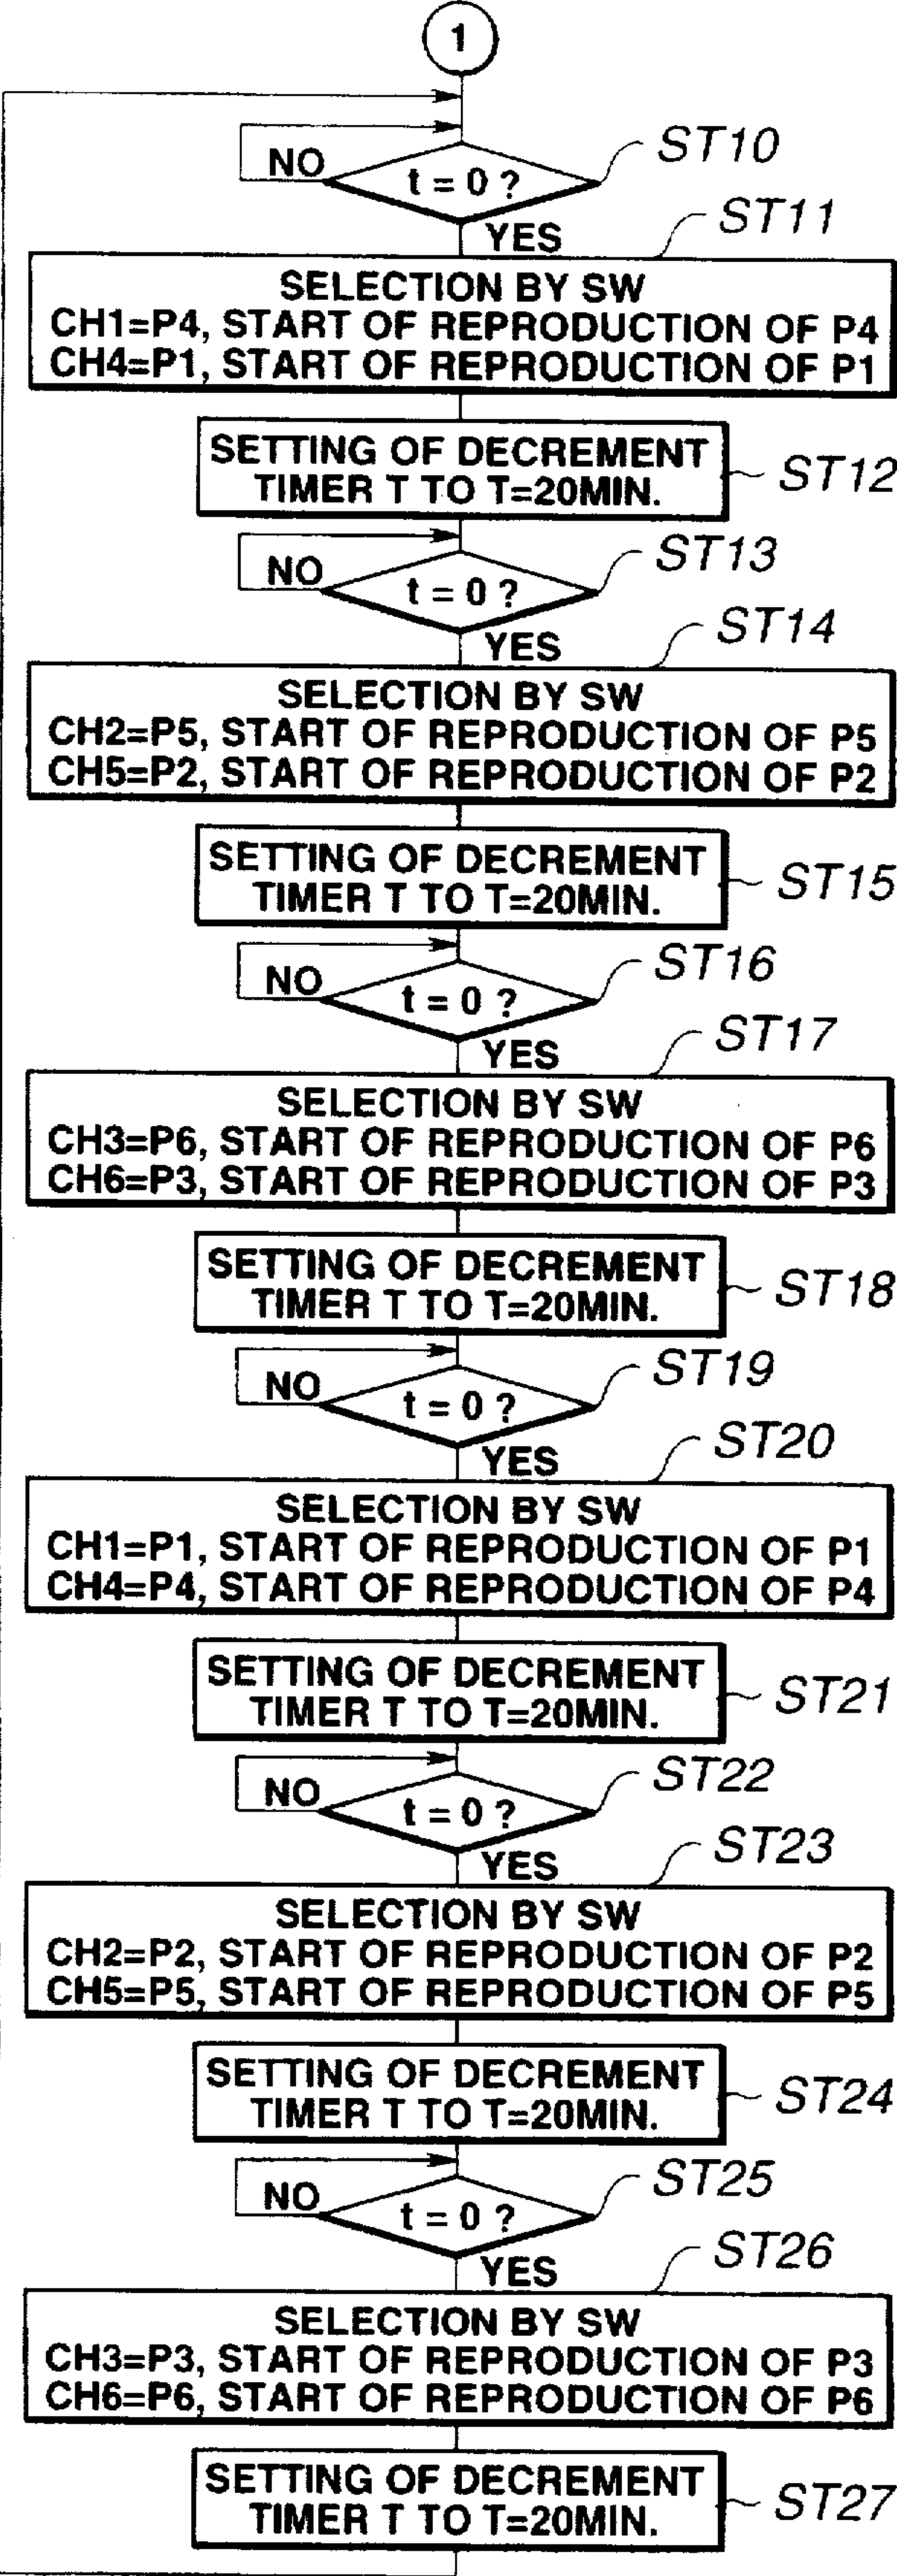 1
NO
t = 0 ?
ST10
YES
ST11
SELECTION BY SW
CH1=P4, START OF REPRODUCTION OF P4
CH4=P1, START OF REPRODUCTION OF P1
SETTING OF DECREMENT
TIMER T TO T=20MIN.
ST12
NO
t = 0 ?
ST13
YES
ST14
SELECTION BY SW
CH2=P5, START OF REPRODUCTION OF P5
CH5=P2, START OF REPRODUCTION OF P2
SETTING OF DECREMENT
TIMER T TO T=20MIN.
ST15
NO
t = 0 ?
ST16
YES
ST17
SELECTION BY SW
CH3=P6, START OF REPRODUCTION OF P6
CH6=P3, START OF REPRODUCTION OF P3
SETTING OF DECREMENT
TIMER T TO T=20MIN.
ST18
NO
t = 0 ?
ST19
YES
ST20
SELECTION BY SW
CH1=P1, START OF REPRODUCTION OF P1
CH4=P4, START OF REPRODUCTION OF P4
SETTING OF DECREMENT
TIMER T TO T=20MIN.
ST21
NO
t = 0 ?
ST22
YES
ST23
SELECTION BY SW
CH2=P2, START OF REPRODUCTION OF P2
CH5=P5, START OF REPRODUCTION OF P5
SETTING OF DECREMENT
TIMER T TO T=20MIN.
ST24
NO
t = 0 ?
ST25
YES
ST26
SELECTION BY SW
CH3=P3, START OF REPRODUCTION OF P3
CH6=P6, START OF REPRODUCTION OF P6
SETTING OF DECREMENT
TIMER T TO T=20MIN.
ST27